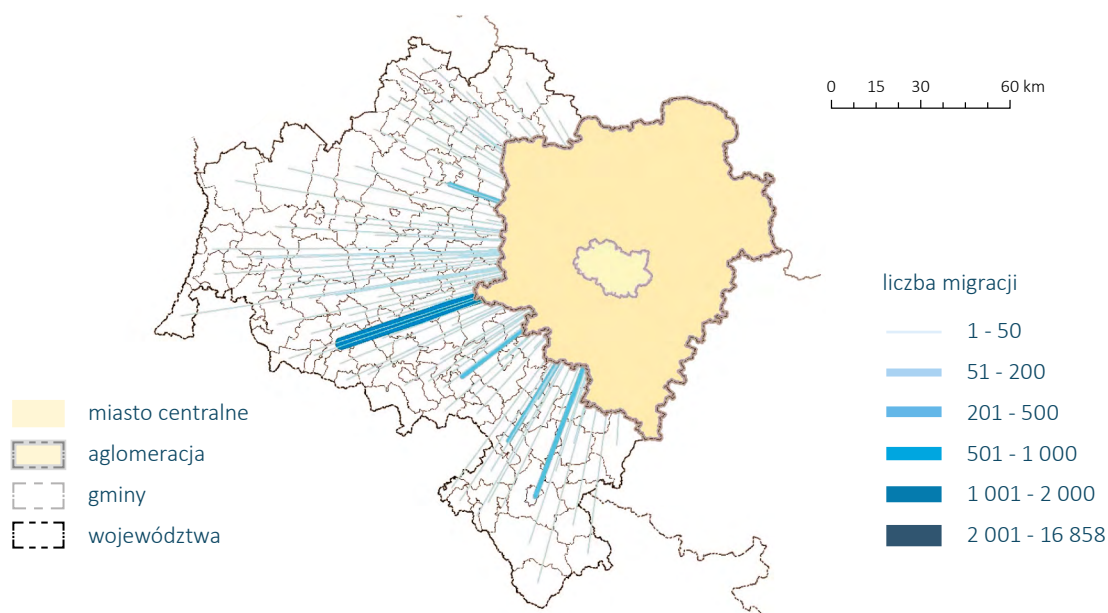 0 15 30 60 km
liczba migracji
1 - 50
51 - 200
201 - 500
501 - 1 000
1 001 - 2 000
2 001 - 16 858
miasto centralne
aglomeracja
gminy
województwa